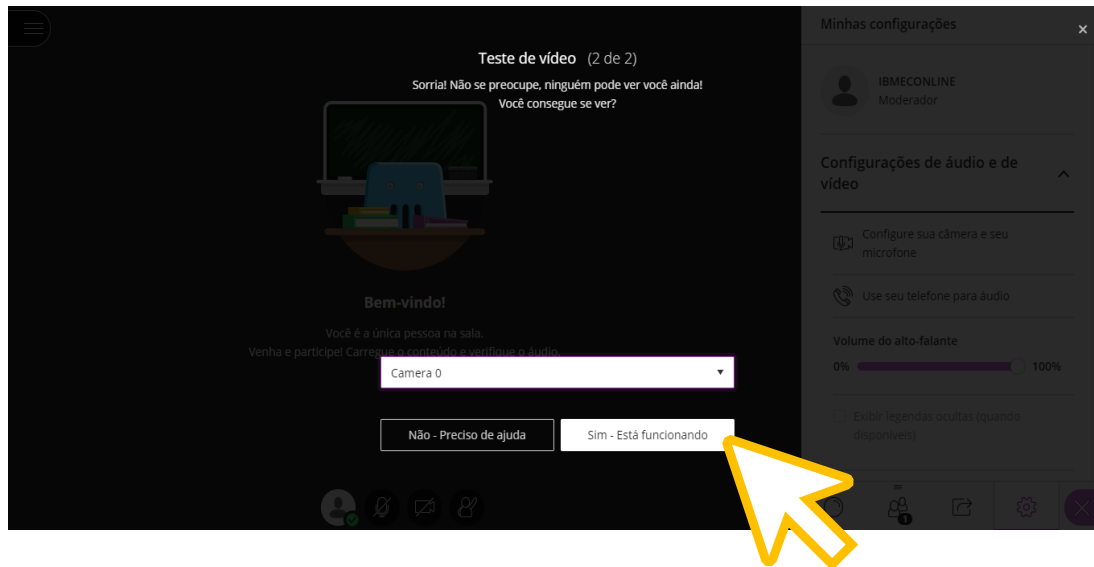 Minhas configurações
Teste de vídeo (2 de 2)
Sorria! Não se preocupe, ninguém pode ver você ainda!
Você consegue se ver?
IBMECONLINE
Moderador
Configurações de áudio e de
vídeo
Configure sua câmera e seu
microfone
Use seu telefone para áudio
Bem-vindo!
Você é a única pessoa na sala.
Venha e participe! Carregue o conteúdo e verifique o áudio.
Volume do alto-falante
0% 100%
Camera 0
Exibir legendas ocultas (quando
disponíveis)
Não - Preciso de ajuda
Sim - Está funcionando
1